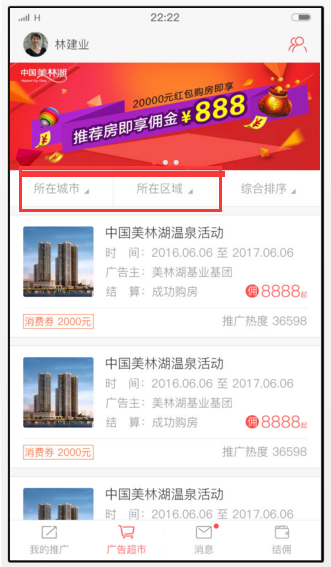 H 22:22
林建业
中国美林湖
20000元红包购房即享
推荐房即享佣金¥888
所在城市 所在区域 综合排序
中国美林湖温泉活动
时 间：2016.06.06 至 2017.06.06
广告主：美林湖基业基团
结 算：成功购房 佣8888起
消费券 2000元 推广热度 36598
中国美林湖温泉活动
时 间：2016.06.06 至 2017.06.06
广告主：美林湖基业基团
结 算：成功购房 佣8888起
消费券 2000元 推广热度 36598
中国美林湖温泉活动
时 间：2016.06.06 至 2017.06.06
我的推广 广告超市 消息 结佣